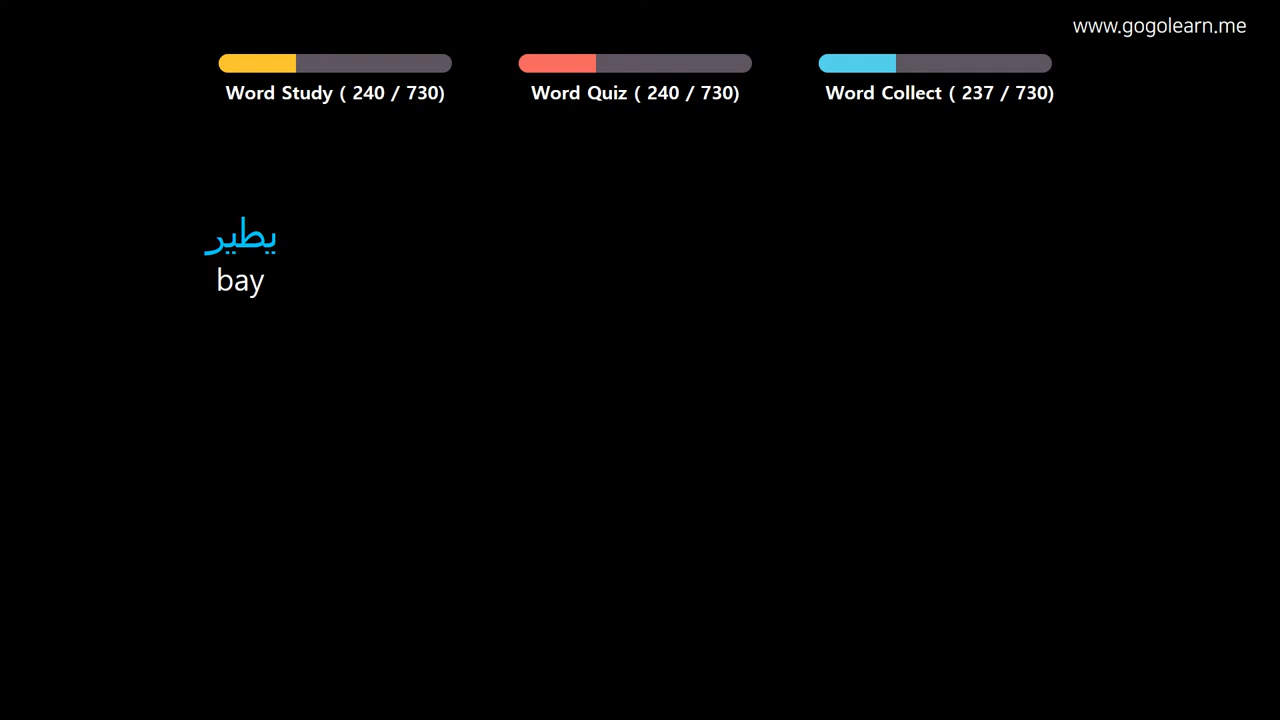 www.gogolearn.me
Word Study ( 240 / 730)
Word Quiz ( 240 / 730)
Word Collect ( 237 / 730)
يطير
bay